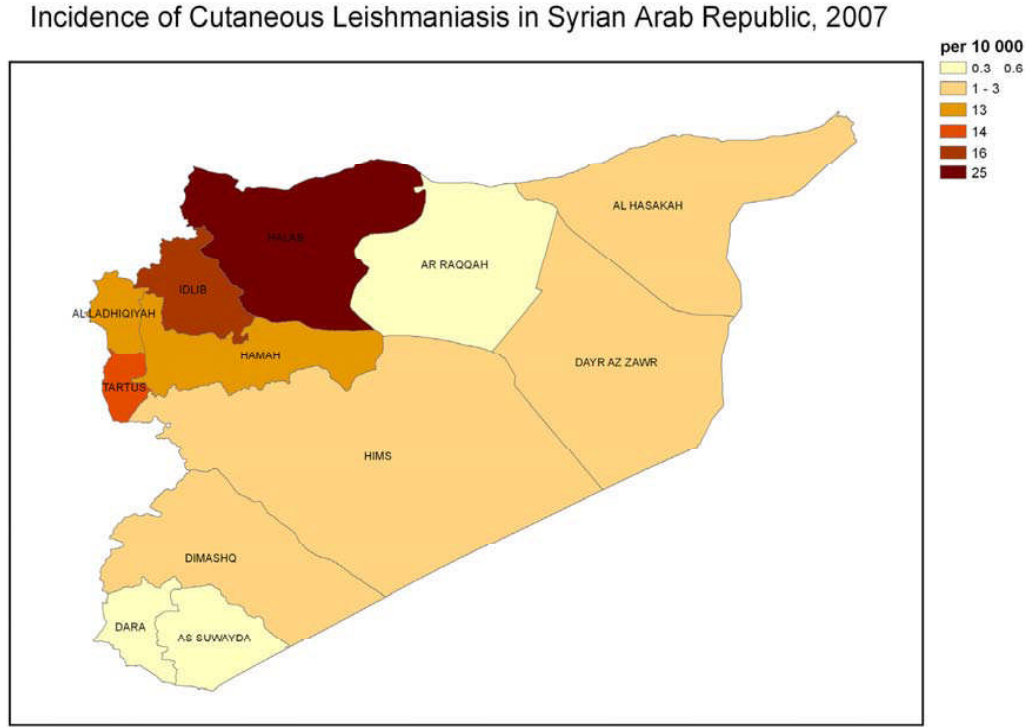 Incidence of Cutaneous Leishmaniasis in Syrian Arab Republic, 2007
per 10 000
0.3 0.6
1 - 3
13
14
16
25
AL HASAKAH
HALAB
AR RAQQAH
IDLIB
AL LADHIQIYAH
HAMAH
DAYR AZ ZAWR
TARTUS
HIMS
DIMASHQ
DARA
AS SUWAYDA